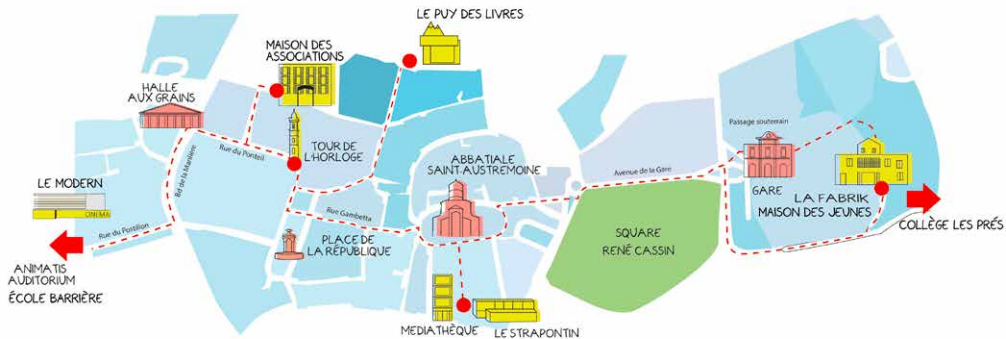 LE PUY DES LIVRES
MAISON DES
ASSOCIATIONS
HALLE
AUX GRAINS
Passage souterrain
Rue du Ponteil
TOUR DE
L'HORLOGE
ABBATIALE
SAINT-AUSTREMOINE
Avenue de la Gare
Bd de la Manlière
LE MODERN
CINEMA
GARE
LA FABRIK
MAISON DES JEUNES
COLLÈGE LES PRÉS
Rue Gambetta
Rue du Postillon
SQUARE
RENÉ CASSIN
PLACE DE
LA RÉPUBLIQUE
ANIMATIS
AUDITORIUM
ÉCOLE BARRIÈRE
MEDIATHÈQUE
LE STRAPONTIN